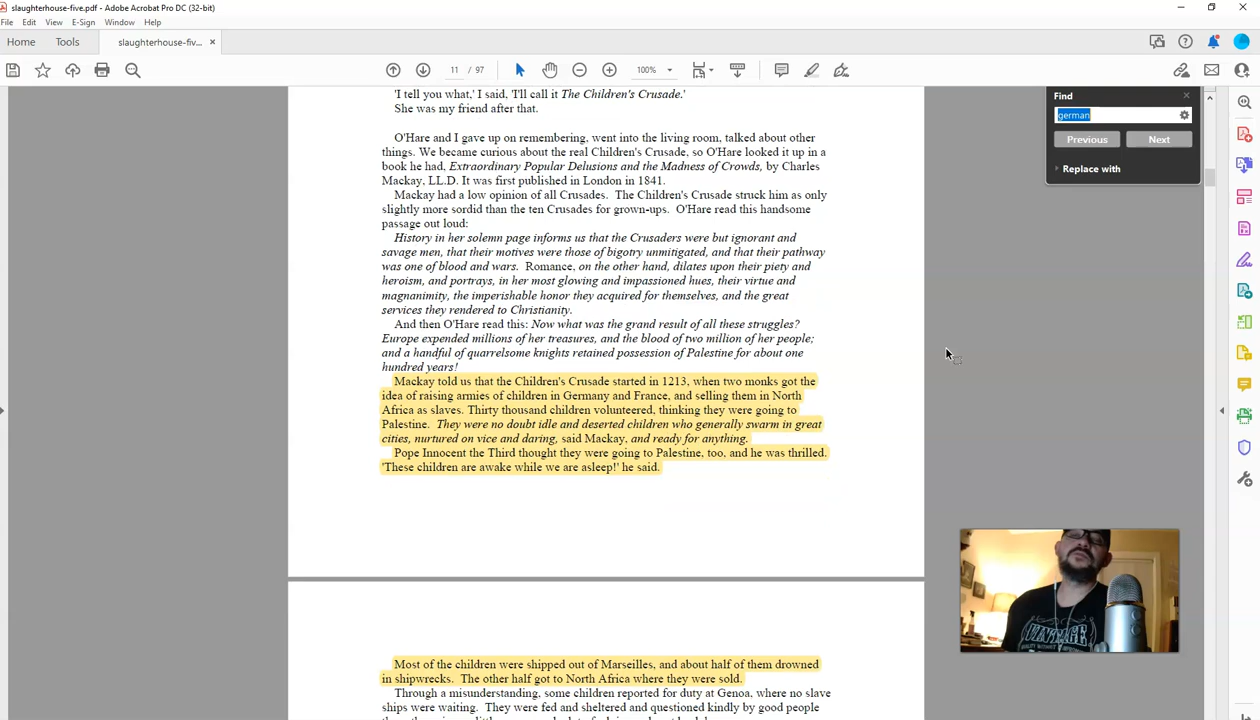 slaughterhouse-five.pdf - Adobe Acrobat Pro DC (32-bit)
File Edit View E-Sign Window Help
Home Tools slaughterhouse-fiv... ×
11 / 97 100%
'I tell you what,' I said, 'I'll call it The Children's Crusade.'
She was my friend after that.
O'Hare and I gave up on remembering, went into the living room, talked about other
things. We became curious about the real Children's Crusade, so O'Hare looked it up in a
book he had, Extraordinary Popular Delusions and the Madness of Crowds, by Charles
Mackay, LL.D. It was first published in London in 1841.
Mackay had a low opinion of all Crusades. The Children's Crusade struck him as only
slightly more sordid than the ten Crusades for grown-ups. O'Hare read this handsome
passage out loud:
History in her solemn page informs us that the Crusaders were but ignorant and
savage men, that their motives were those of bigotry unmitigated, and that their pathway
was one of blood and wars. Romance, on the other hand, dilates upon their piety and
heroism, and portrays, in her most glowing and impassioned hues, their virtue and
magnanimity, the imperishable honor they acquired for themselves, and the great
services they rendered to Christianity.
And then O'Hare read this: Now what was the grand result of all these struggles?
Europe expended millions of her treasures, and the blood of two million of her people;
and a handful of quarrelsome knights retained possession of Palestine for about one
hundred years!
Mackay told us that the Children's Crusade started in 1213, when two monks got the
idea of raising armies of children in Germany and France, and selling them in North
Africa as slaves. Thirty thousand children volunteered, thinking they were going to
Palestine. They were no doubt idle and deserted children who generally swarm in great
cities, nurtured on vice and daring, said Mackay, and ready for anything.
Pope Innocent the Third thought they were going to Palestine, too, and he was thrilled.
'These children are awake while we are asleep!' he said.
Most of the children were shipped out of Marseilles, and about half of them drowned
in shipwrecks. The other half got to North Africa where they were sold.
Through a misunderstanding, some children reported for duty at Genoa, where no slave
ships were waiting. They were fed and sheltered and questioned kindly by good people
Find
german
Previous Next
Replace with
VINTAGE